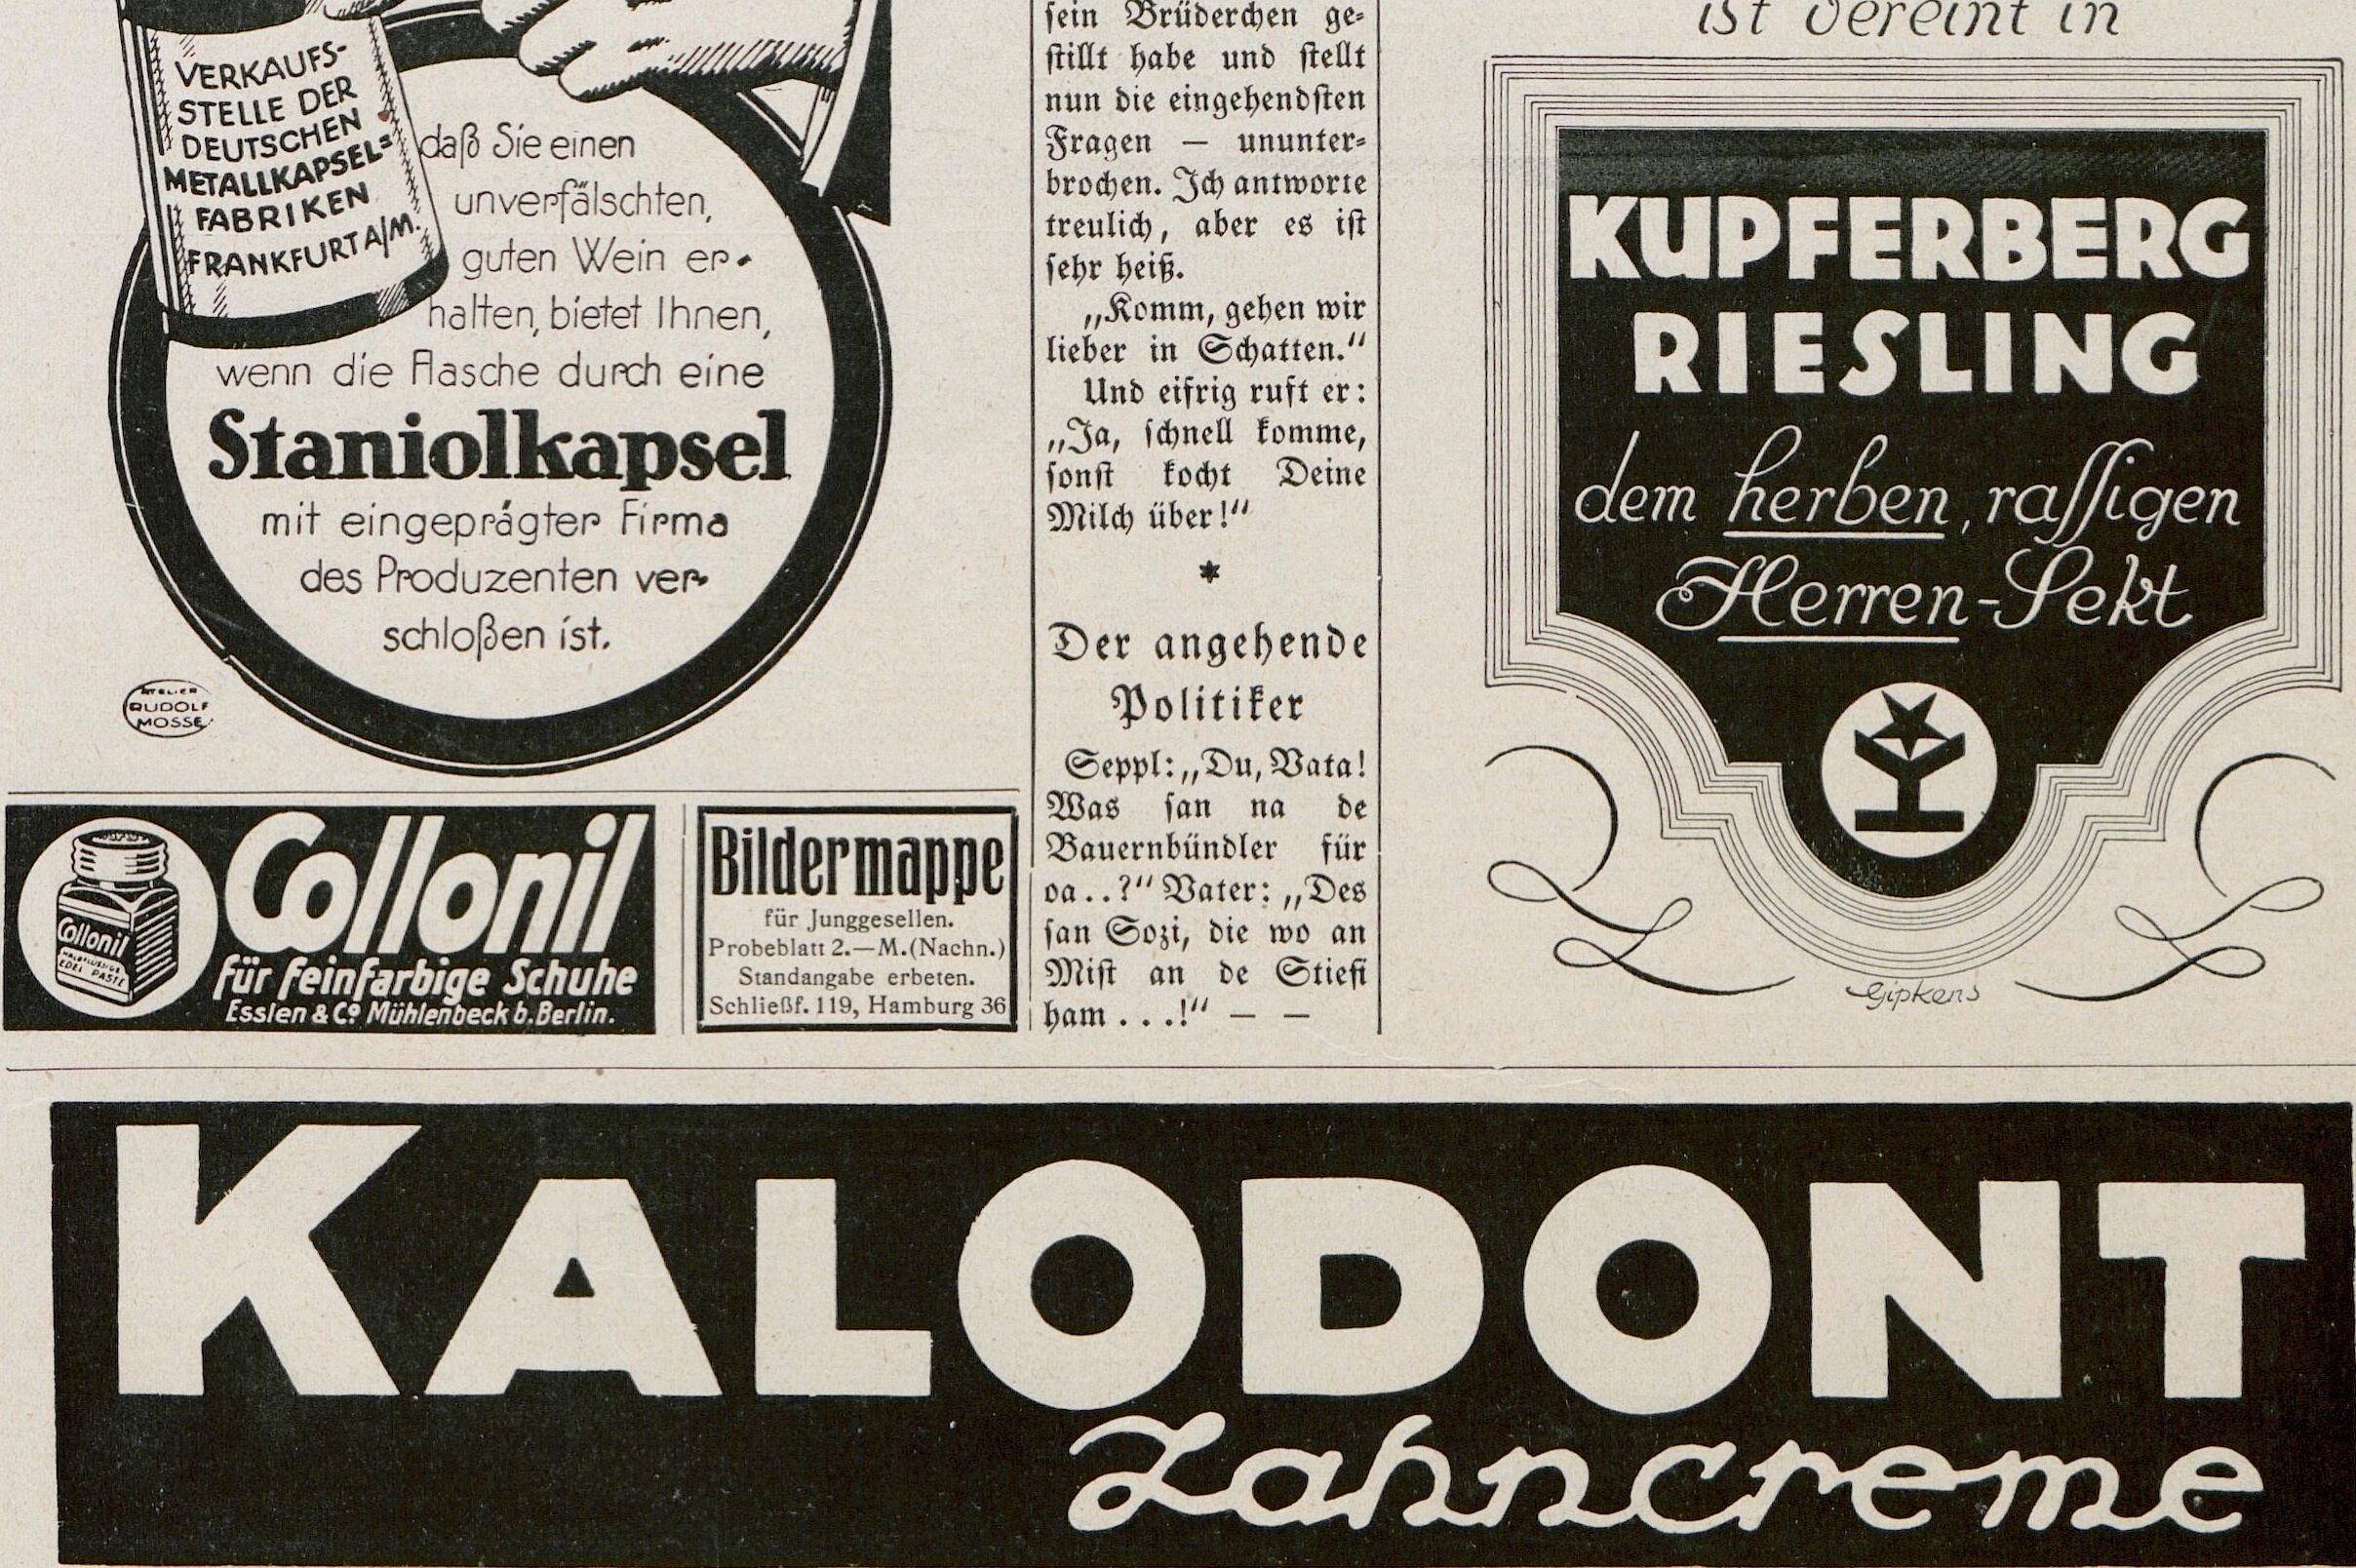 VERKAUFS-
STELLE DER
DEUTSCHEN
METALLKAPSEL-
FABRIKEN
FRANKFURT A/M.
daß Sie einen
unverfälschten,
guten Wein er-
halten, bietet Ihnen,
wenn die Flasche durch eine
Staniolkapsel
mit eingeprägter Firma
des Produzenten ver-
schloßen ist.
ATELIER
RUDOLF
MOSSE
Collonil
EDEL PASTE
Collonil
für feinfarbige Schuhe
Esslen & Co Mühlenbeck b. Berlin.
Bildermappe
für Junggesellen.
Probeblatt 2.—M.(Nachn.)
Standangabe erbeten.
Schließf. 119, Hamburg 36
sein Brüderchen ge-
stillt habe und stellt
nun die eingehendsten
Fragen — ununter-
brochen. Ich antworte
treulich, aber es ist
sehr heiß.
„Komm, gehen wir
lieber in Schatten.“
Und eifrig ruft er:
„Ja, schnell komme,
sonst kocht Deine
Milch über!“
*
Der angehende
Politiker
Seppl: „Du, Vata!
Was san na de
Bauernbündler für
oa..?“ Vater: „Des
san Sozi, die wo an
Mist an de Stiefi
ham . . .!“ — —
ist vereint in
KUPFERBERG
RIESLING
dem herben, rassigen
Herren-Sekt
Gipkens
KALODONT
Zahncreme